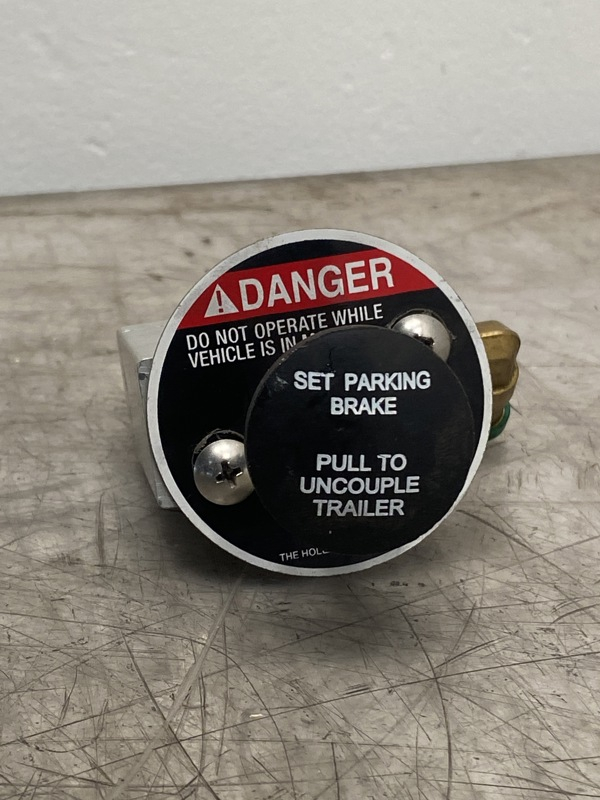 DANGER
DO NOT OPERATE WHILE
VEHICLE IS IN
SET PARKING
BRAKE
PULL TO
UNCOUPLE
TRAILER
THE